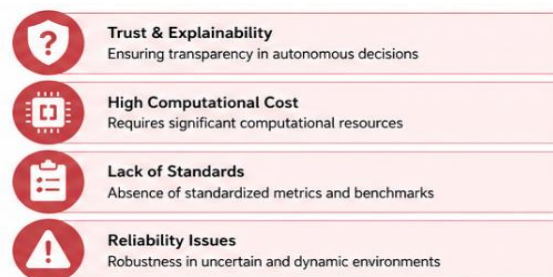 Trust & Explainability
Ensuring transparency in autonomous decisions
High Computational Cost
Requires significant computational resources
Lack of Standards
Absence of standardized metrics and benchmarks
Reliability Issues
Robustness in uncertain and dynamic environments